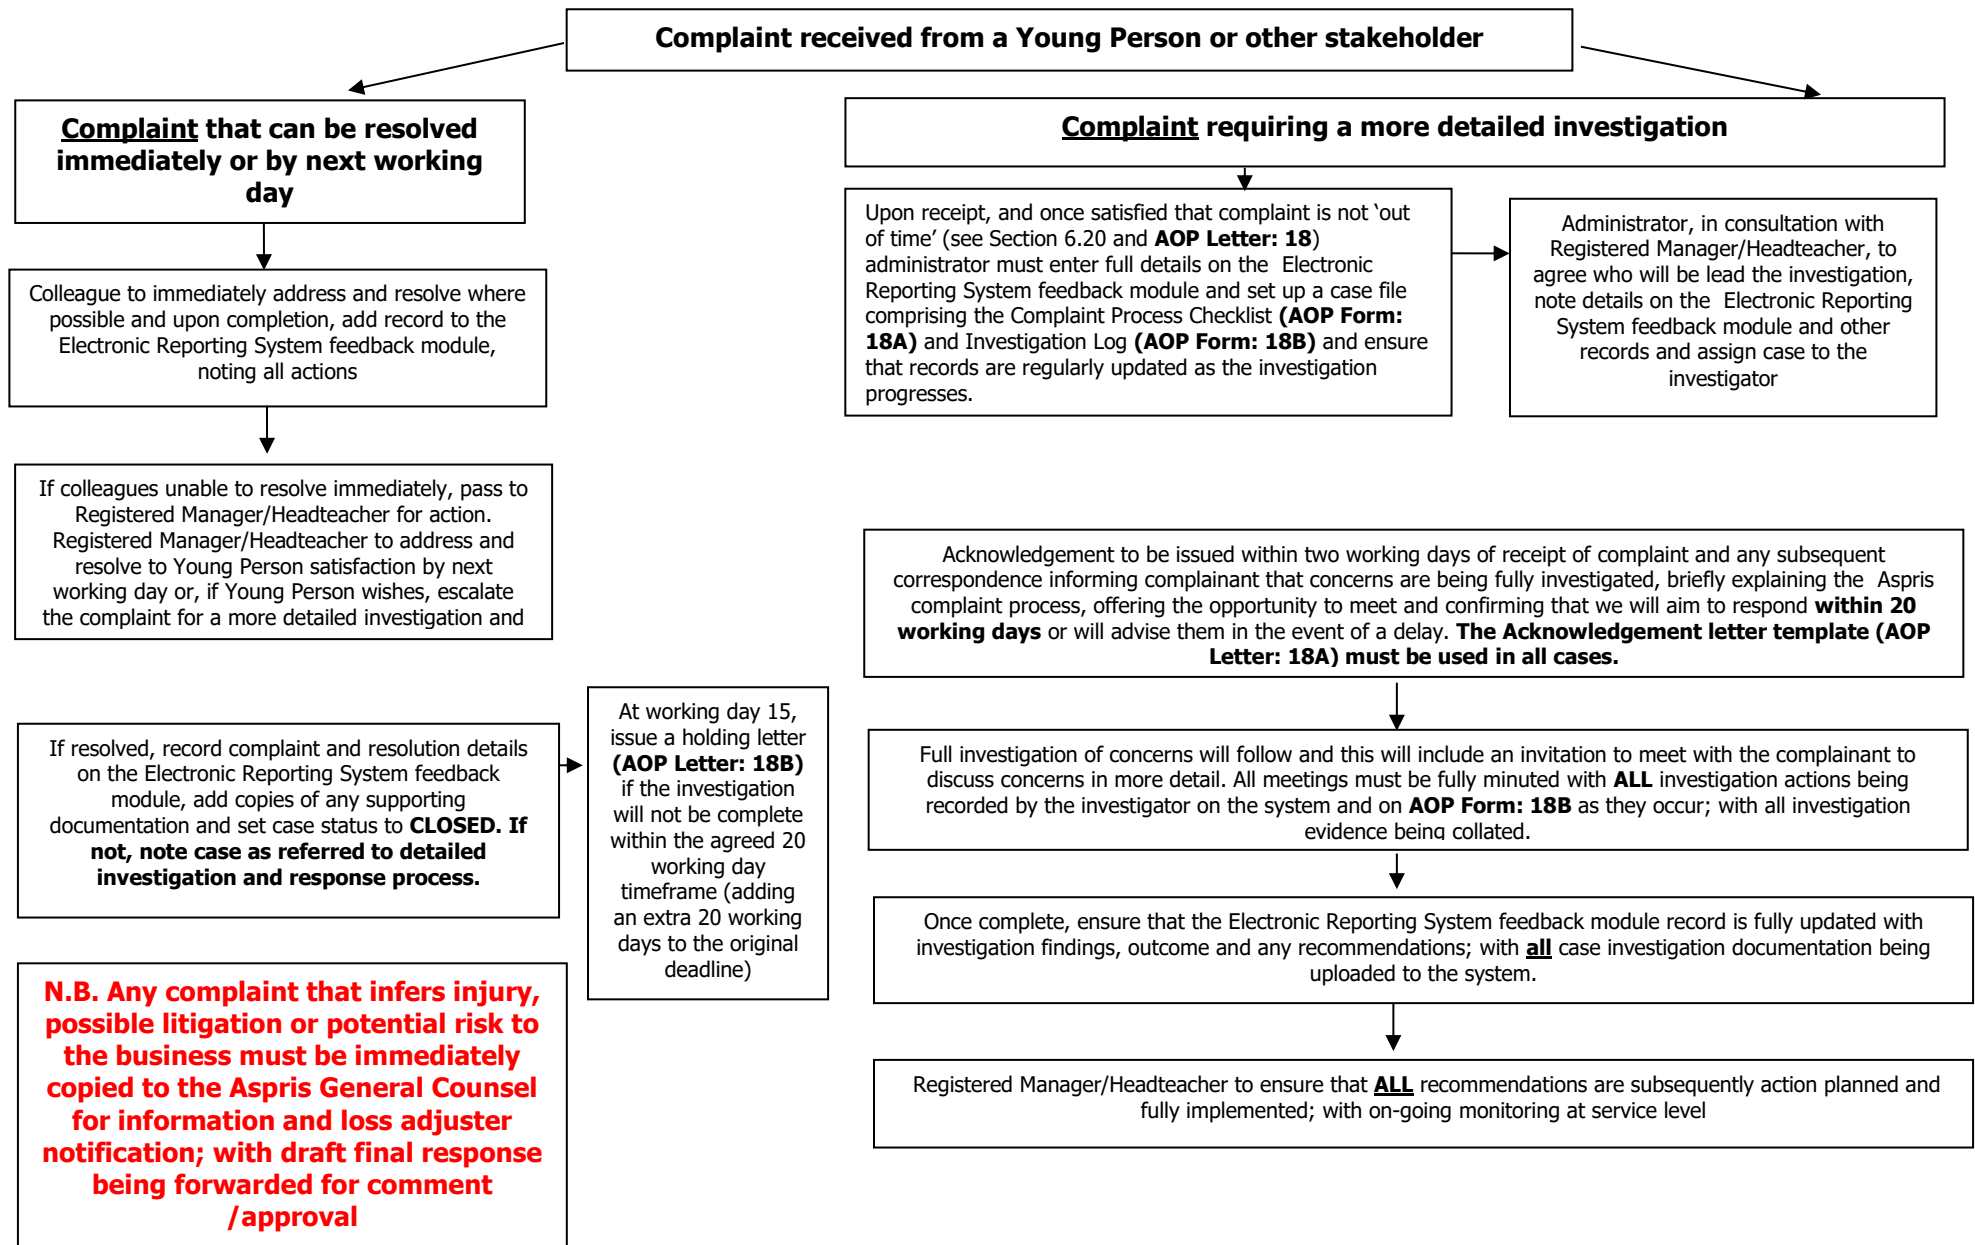 Complaint received from a Young Person or other stakeholder
Complaint that can be resolved
immediately or by next working
day
Colleague to immediately address and resolve where
possible and upon completion, add record to the
Electronic Reporting System feedback module,
noting all actions
If colleagues unable to resolve immediately, pass to
Registered Manager/Headteacher for action.
Registered Manager/Headteacher to address and
resolve to Young Person satisfaction by next
working day or, if Young Person wishes, escalate
the complaint for a more detailed investigation and
If resolved, record complaint and resolution details
on the Electronic Reporting System feedback
module, add copies of any supporting
documentation and set case status to CLOSED. If
not, note case as referred to detailed
investigation and response process.
At working day 15,
issue a holding letter
(AOP Letter: 18B)
if the investigation
will not be complete
within the agreed 20
working day
timeframe (adding
an extra 20 working
days to the original
deadline)
N.B. Any complaint that infers injury,
possible litigation or potential risk to
the business must be immediately
copied to the Aspris General Counsel
for information and loss adjuster
notification; with draft final response
being forwarded for comment
/approval
Complaint requiring a more detailed investigation
Upon receipt, and once satisfied that complaint is not ‘out
of time’ (see Section 6.20 and AOP Letter: 18)
administrator must enter full details on the Electronic
Reporting System feedback module and set up a case file
comprising the Complaint Process Checklist (AOP Form:
18A) and Investigation Log (AOP Form: 18B) and ensure
that records are regularly updated as the investigation
progresses.
Administrator, in consultation with
Registered Manager/Headteacher, to
agree who will be lead the investigation,
note details on the Electronic Reporting
System feedback module and other
records and assign case to the
investigator
Acknowledgement to be issued within two working days of receipt of complaint and any subsequent
correspondence informing complainant that concerns are being fully investigated, briefly explaining the Aspris
complaint process, offering the opportunity to meet and confirming that we will aim to respond within 20
working days or will advise them in the event of a delay. The Acknowledgement letter template (AOP
Letter: 18A) must be used in all cases.
Full investigation of concerns will follow and this will include an invitation to meet with the complainant to
discuss concerns in more detail. All meetings must be fully minuted with ALL investigation actions being
recorded by the investigator on the system and on AOP Form: 18B as they occur; with all investigation
evidence being collated.
Once complete, ensure that the Electronic Reporting System feedback module record is fully updated with
investigation findings, outcome and any recommendations; with all case investigation documentation being
uploaded to the system.
Registered Manager/Headteacher to ensure that ALL recommendations are subsequently action planned and
fully implemented; with on-going monitoring at service level